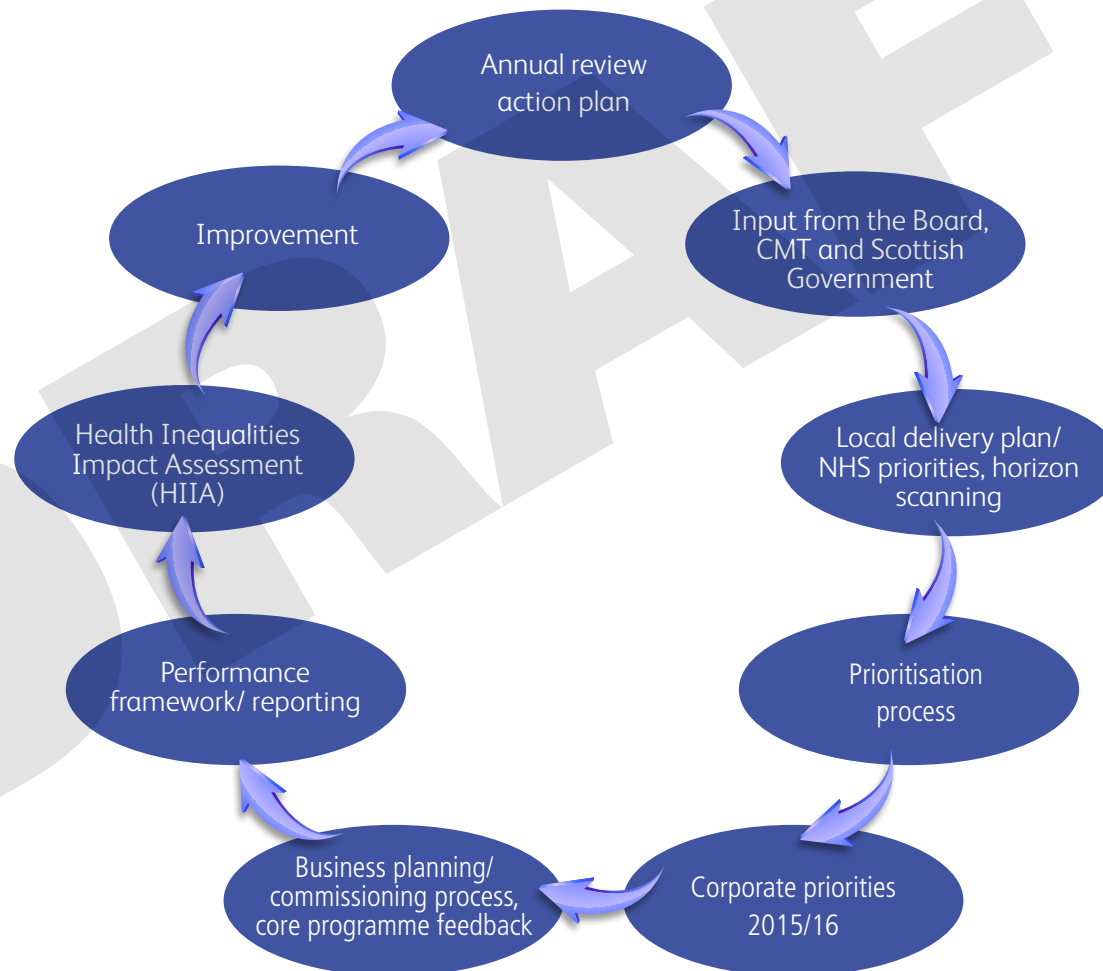 Annual review
action plan
Input from the Board,
CMT and Scottish
Government
Local delivery plan/
NHS priorities, horizon
scanning
Prioritisation
process
Corporate priorities
2015/16
Business planning/
commissioning process,
core programme feedback
Performance
framework/ reporting
Health Inequalities
Impact Assessment
(HIIA)
Improvement
DRAF